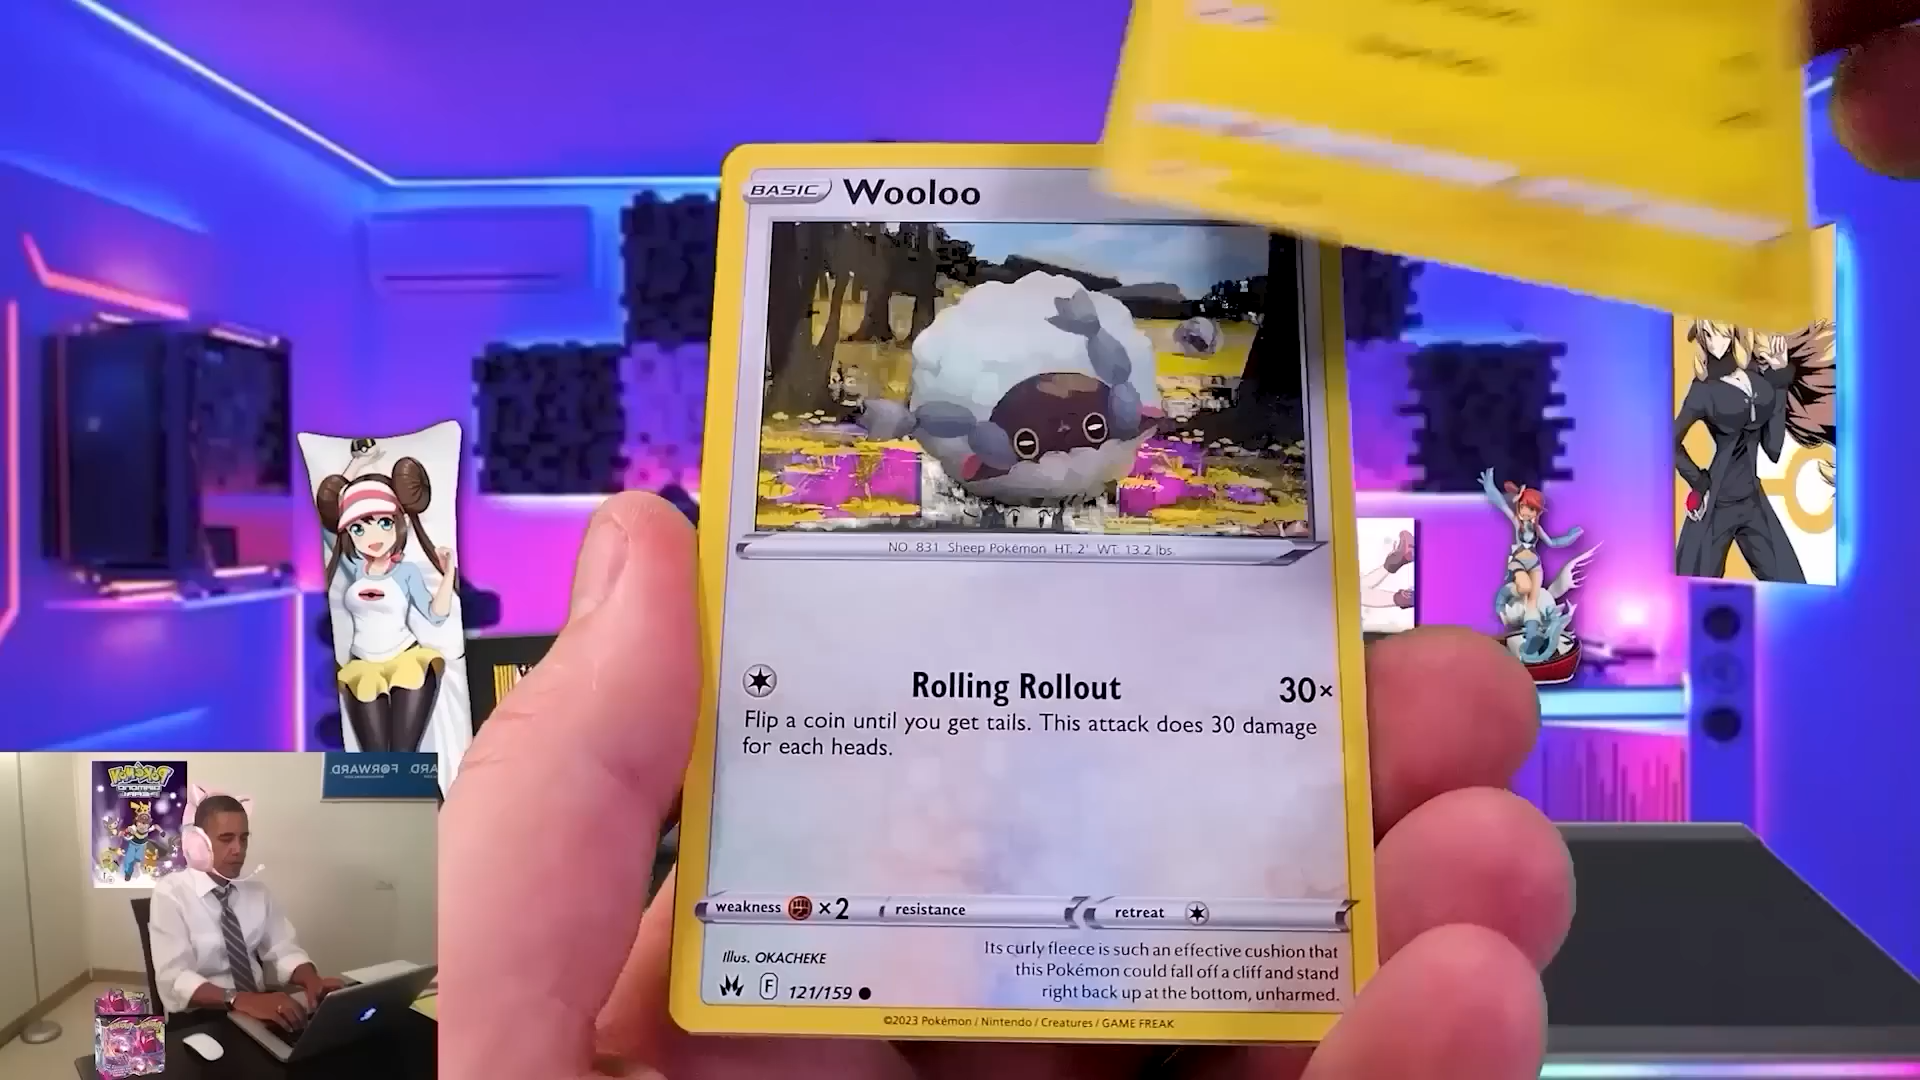 BASIC Wooloo
NO. 831 Sheep Pokémon HT. 2' WT. 13.2 lbs.
Rolling Rollout 30×
Flip a coin until you get tails. This attack does 30 damage
for each heads.
weakness ×2 resistance retreat
Illus. OKACHEKE
Its curly fleece is such an effective cushion that
this Pokémon could fall off a cliff and stand
right back up at the bottom, unharmed.
F 121/159
©2023 Pokémon / Nintendo / Creatures / GAME FREAK
POKéMON
FORWARD.